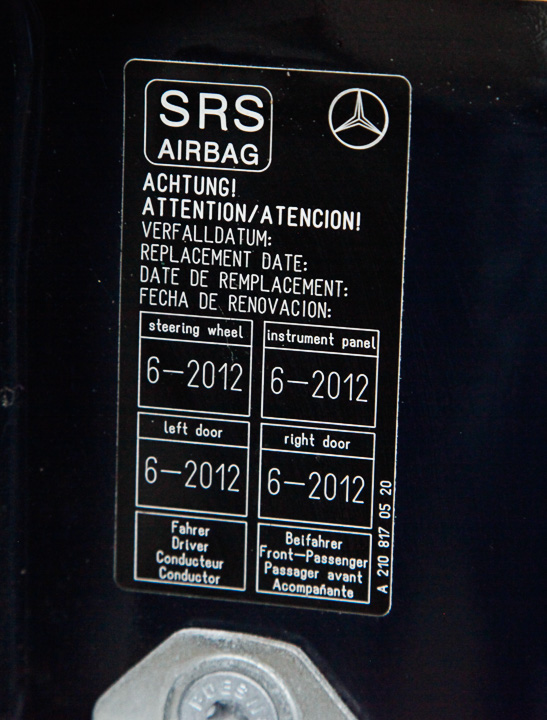 SRS
AIRBAG
ACHTUNG!
ATTENTION/ATENCION!
VERFALLDATUM:
REPLACEMENT DATE:
DATE DE REMPLACEMENT:
FECHA DE RENOVACION:
steering wheel
6–2012
instrument panel
6–2012
left door
6–2012
right door
6–2012
Fahrer
Driver
Conducteur
Conductor
Beifahrer
Front–Passenger
Passager avant
Acompañante
A 210 817 05 20